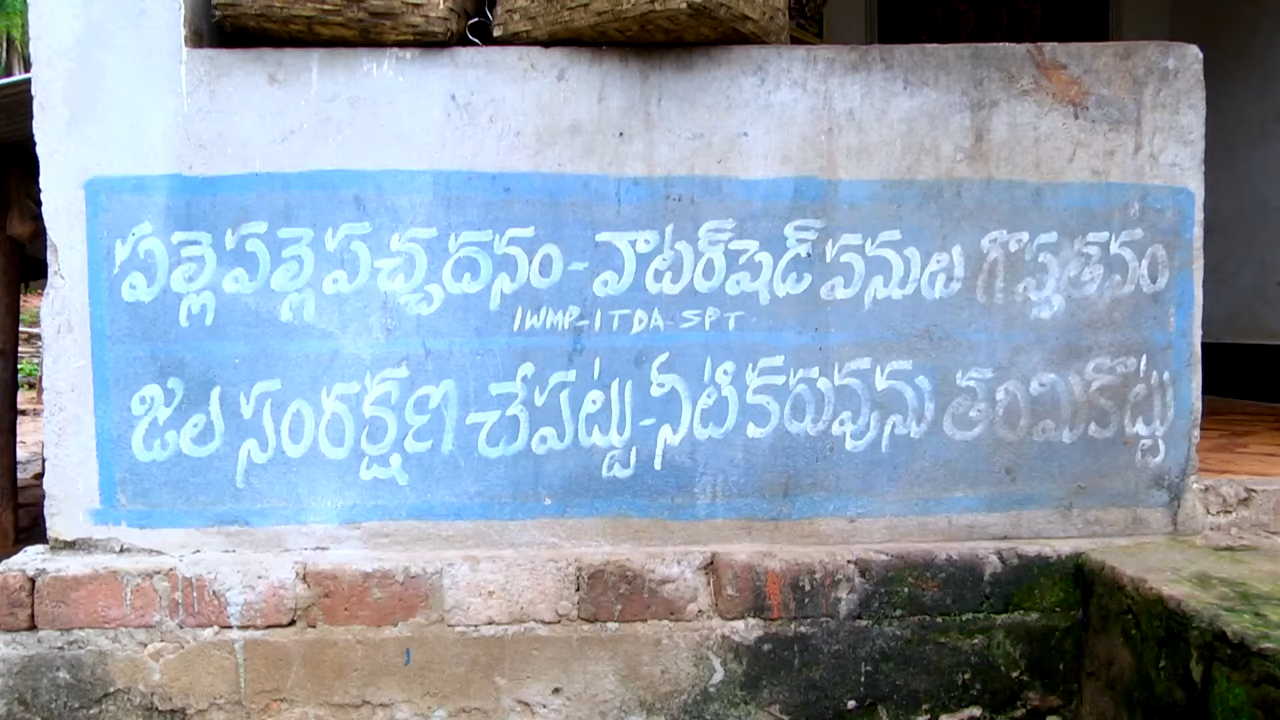 పల్లెపల్లె పచ్చదనం - వాటర్ షెడ్ పనుల గొప్పతనం
IWMP-ITDA-SPT
జల సంరక్షణ చేపట్టు - నీటి కరువును తరిమికొట్టు